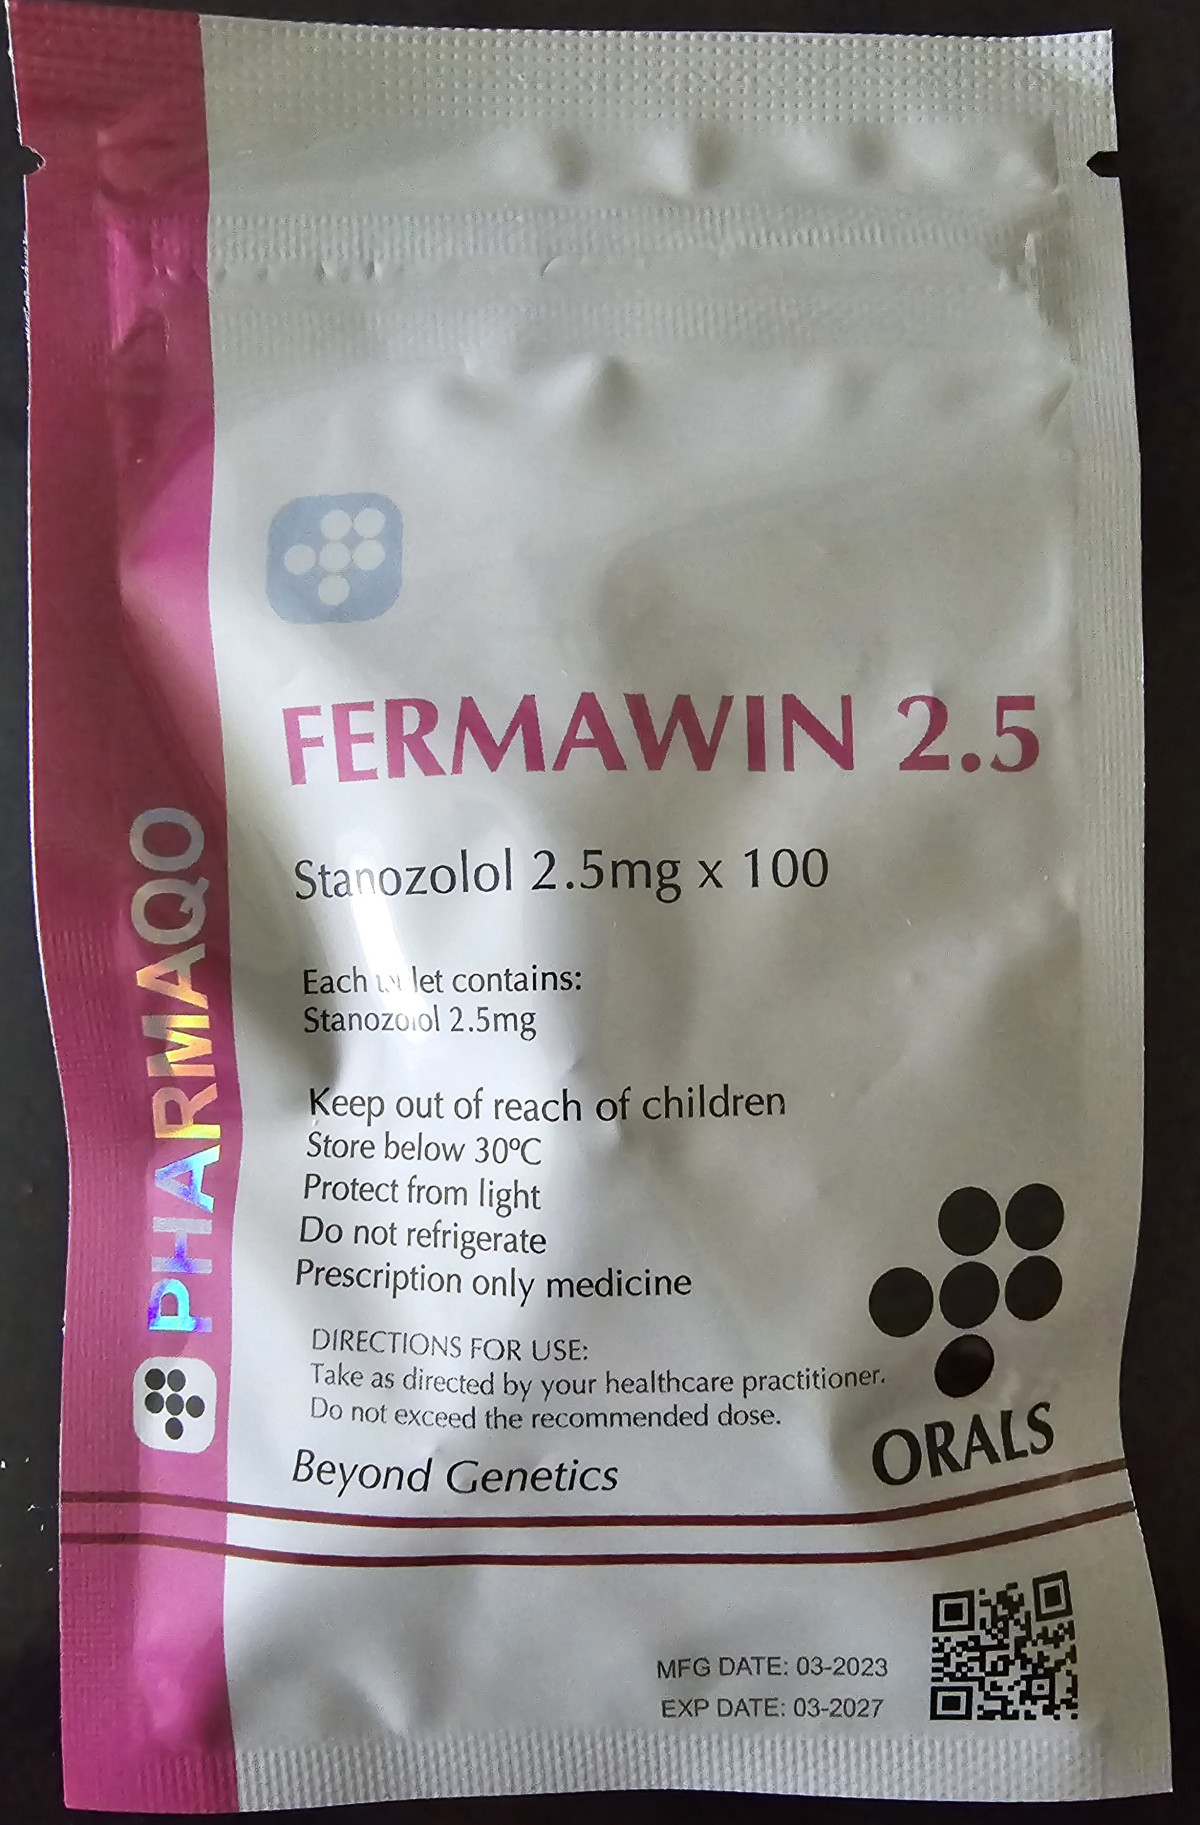 PHARMAQO
FERMAWIN 2.5
Stanozolol 2.5mg x 100
Each tablet contains:
Stanozolol 2.5mg
Keep out of reach of children
Store below 30ºC
Protect from light
Do not refrigerate
Prescription only medicine
DIRECTIONS FOR USE:
Take as directed by your healthcare practitioner.
Do not exceed the recommended dose.
Beyond Genetics
ORALS
MFG DATE: 03-2023
EXP DATE: 03-2027